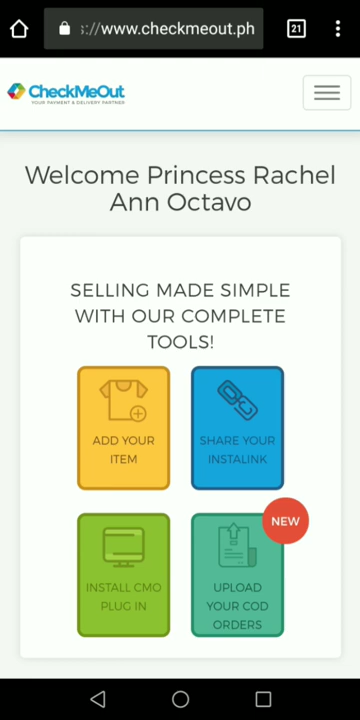 ://www.checkmeout.ph
21
CheckMeOut
YOUR PAYMENT & DELIVERY PARTNER
Welcome Princess Rachel
Ann Octavo
SELLING MADE SIMPLE
WITH OUR COMPLETE
TOOLS!
ADD YOUR
ITEM
SHARE YOUR
INSTALINK
NEW
INSTALL CMO
PLUG IN
UPLOAD
YOUR COD
ORDERS